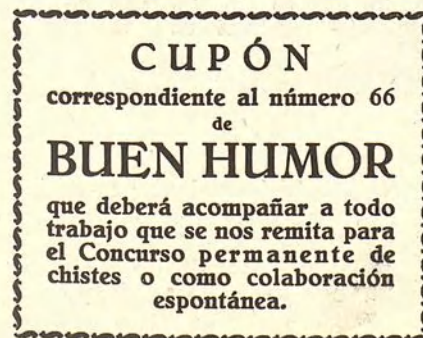 CUPÓN
correspondiente al número 66
de
BUEN HUMOR
que deberá acompañar a todo
trabajo que se nos remita para
el Concurso permanente de
chistes o como colaboración
espontánea.